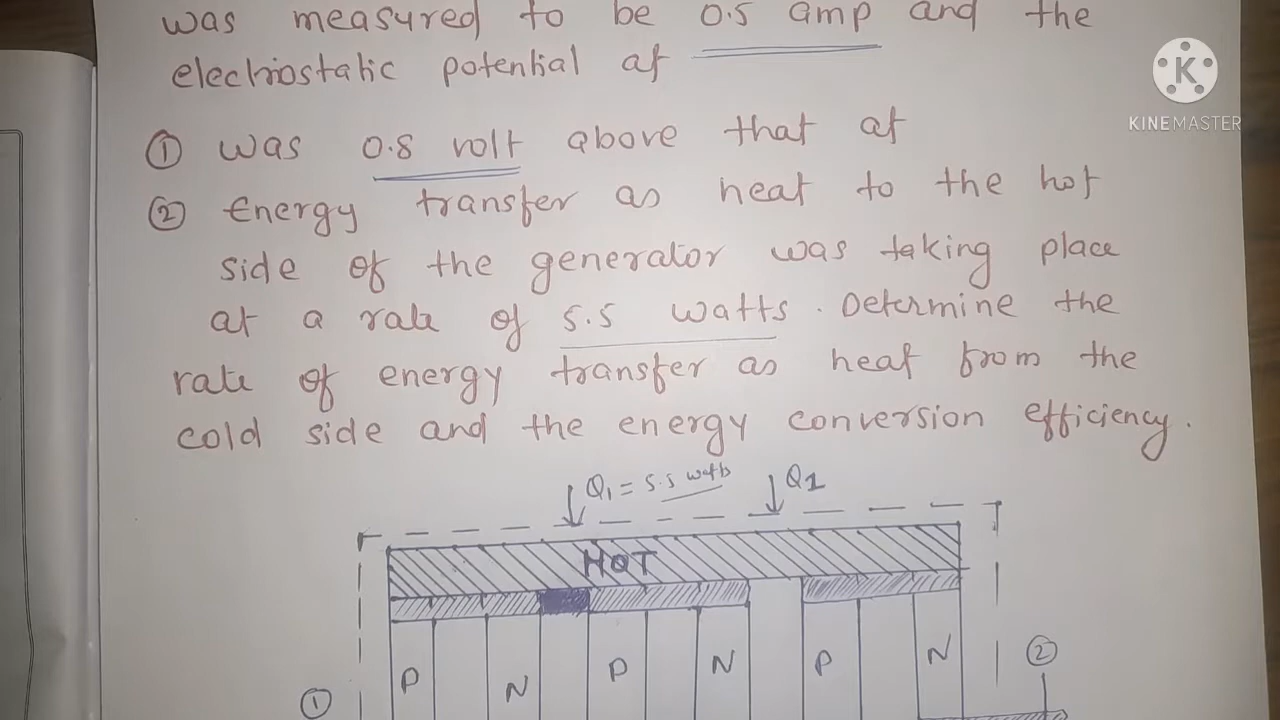 was measured to be 0.5 amp and the
electrostatic potential at
① was 0.8 volt above that at
② Energy transfer as heat to the hot
side of the generator was taking place
at a rate of 5.5 watts. Determine the
rate of energy transfer as heat from the
cold side and the energy conversion efficiency.
Q₁ = 5.5 watts Q1
HOT
P N P N P N
① ②
KINEMASTER